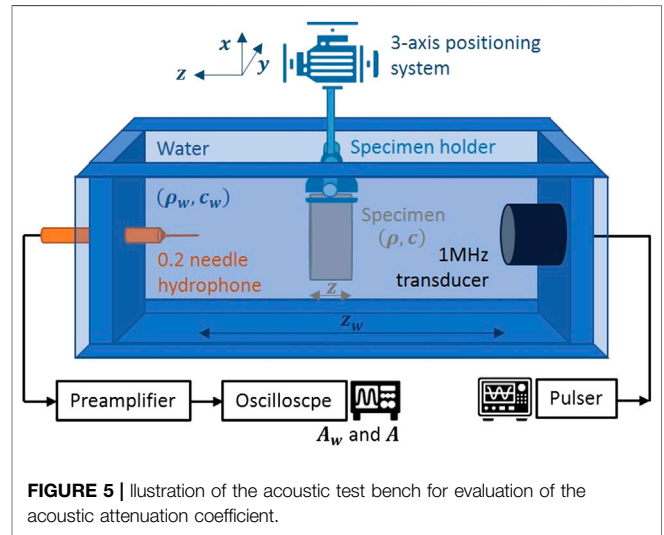 x
y
z
3-axis positioning
system
Water
Specimen holder
(ρw, cw)
Specimen
(ρ, c)
0.2 needle
hydrophone
1MHz
transducer
z
zw
Preamplifier
Oscilloscpe
Pulser
Aw and A
FIGURE 5 | Ilustration of the acoustic test bench for evaluation of the
acoustic attenuation coefficient.